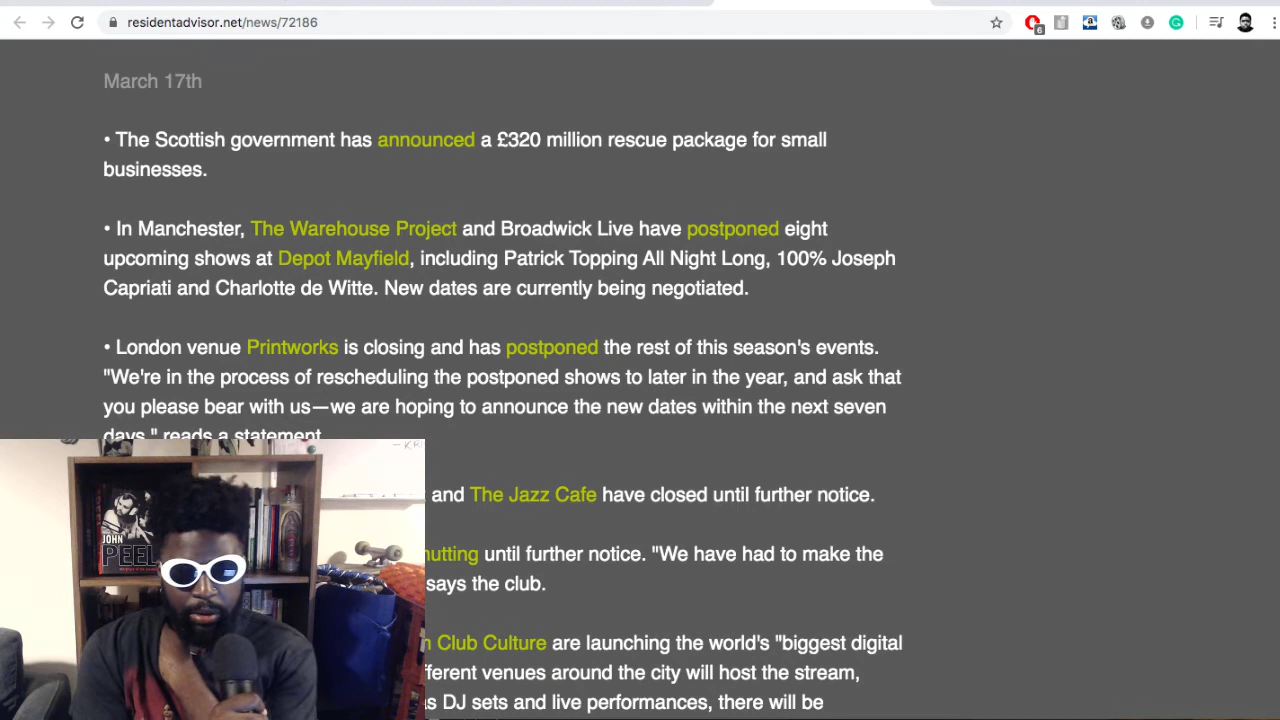 residentadvisor.net/news/72186
6
March 17th
• The Scottish government has announced a £320 million rescue package for small
businesses.
• In Manchester, The Warehouse Project and Broadwick Live have postponed eight
upcoming shows at Depot Mayfield, including Patrick Topping All Night Long, 100% Joseph
Capriati and Charlotte de Witte. New dates are currently being negotiated.
• London venue Printworks is closing and has postponed the rest of this season's events.
"We're in the process of rescheduling the postponed shows to later in the year, and ask that
you please bear with us—we are hoping to announce the new dates within the next seven
days," reads a statement.
and The Jazz Cafe have closed until further notice.
hutting until further notice. "We have had to make the
says the club.
n Club Culture are launching the world's "biggest digital
fferent venues around the city will host the stream,
as DJ sets and live performances, there will be
JOHN
PEEL